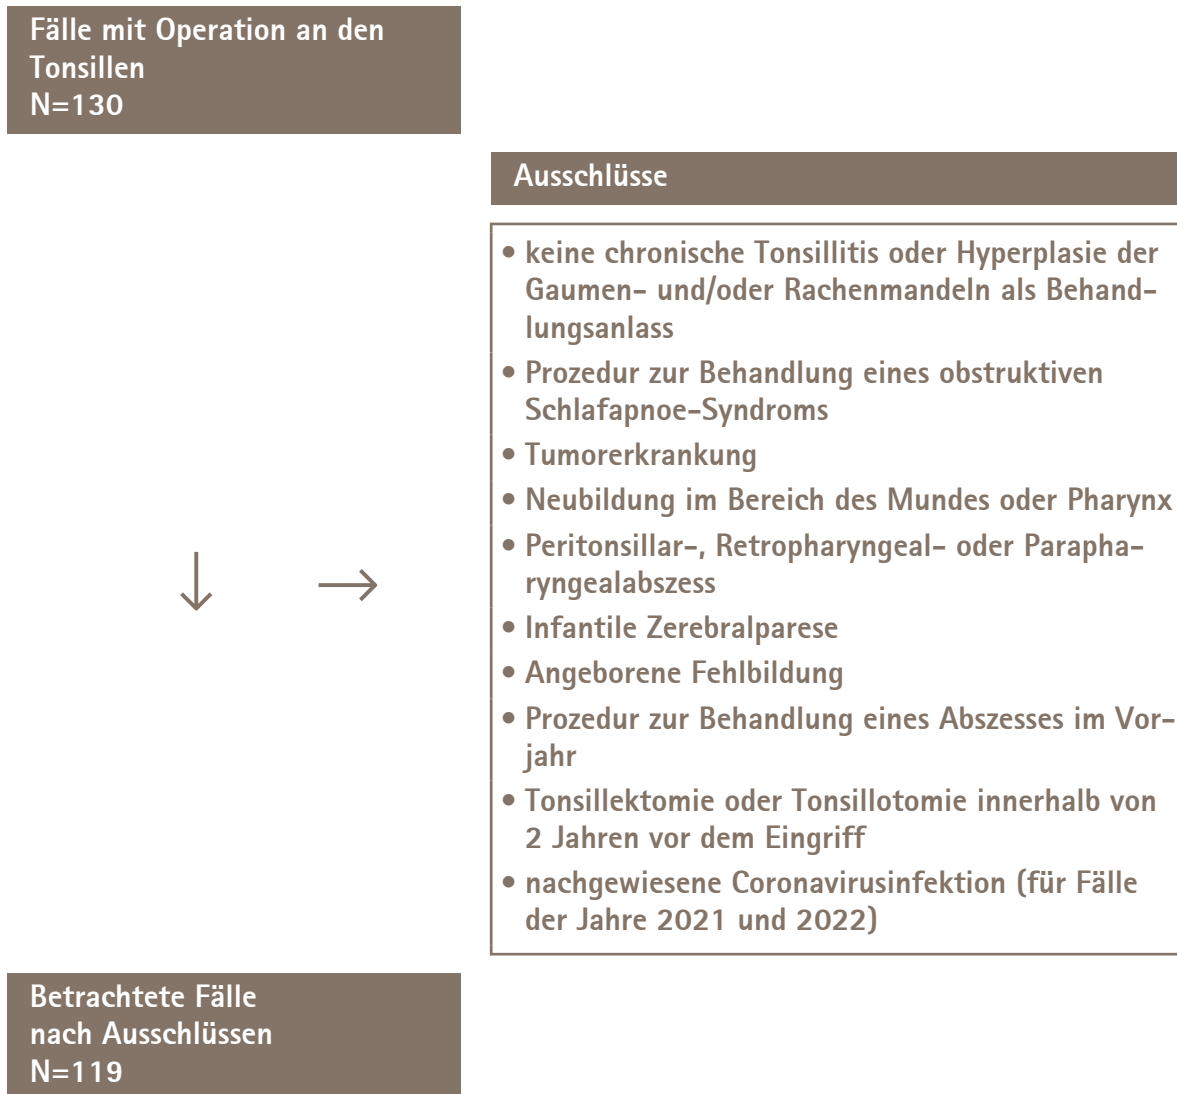 Fälle mit Operation an den
Tonsillen
N=130
Ausschlüsse
• keine chronische Tonsillitis oder Hyperplasie der
Gaumen- und/oder Rachenmandeln als Behand-
lungsanlass
• Prozedur zur Behandlung eines obstruktiven
Schlafapnoe-Syndroms
• Tumorerkrankung
• Neubildung im Bereich des Mundes oder Pharynx
• Peritonsillar-, Retropharyngeal- oder Parapha-
ryngealabszess
• Infantile Zerebralparese
• Angeborene Fehlbildung
• Prozedur zur Behandlung eines Abszesses im Vor-
jahr
• Tonsillektomie oder Tonsillotomie innerhalb von
2 Jahren vor dem Eingriff
• nachgewiesene Coronavirusinfektion (für Fälle
der Jahre 2021 und 2022)
Betrachtete Fälle
nach Ausschlüssen
N=119